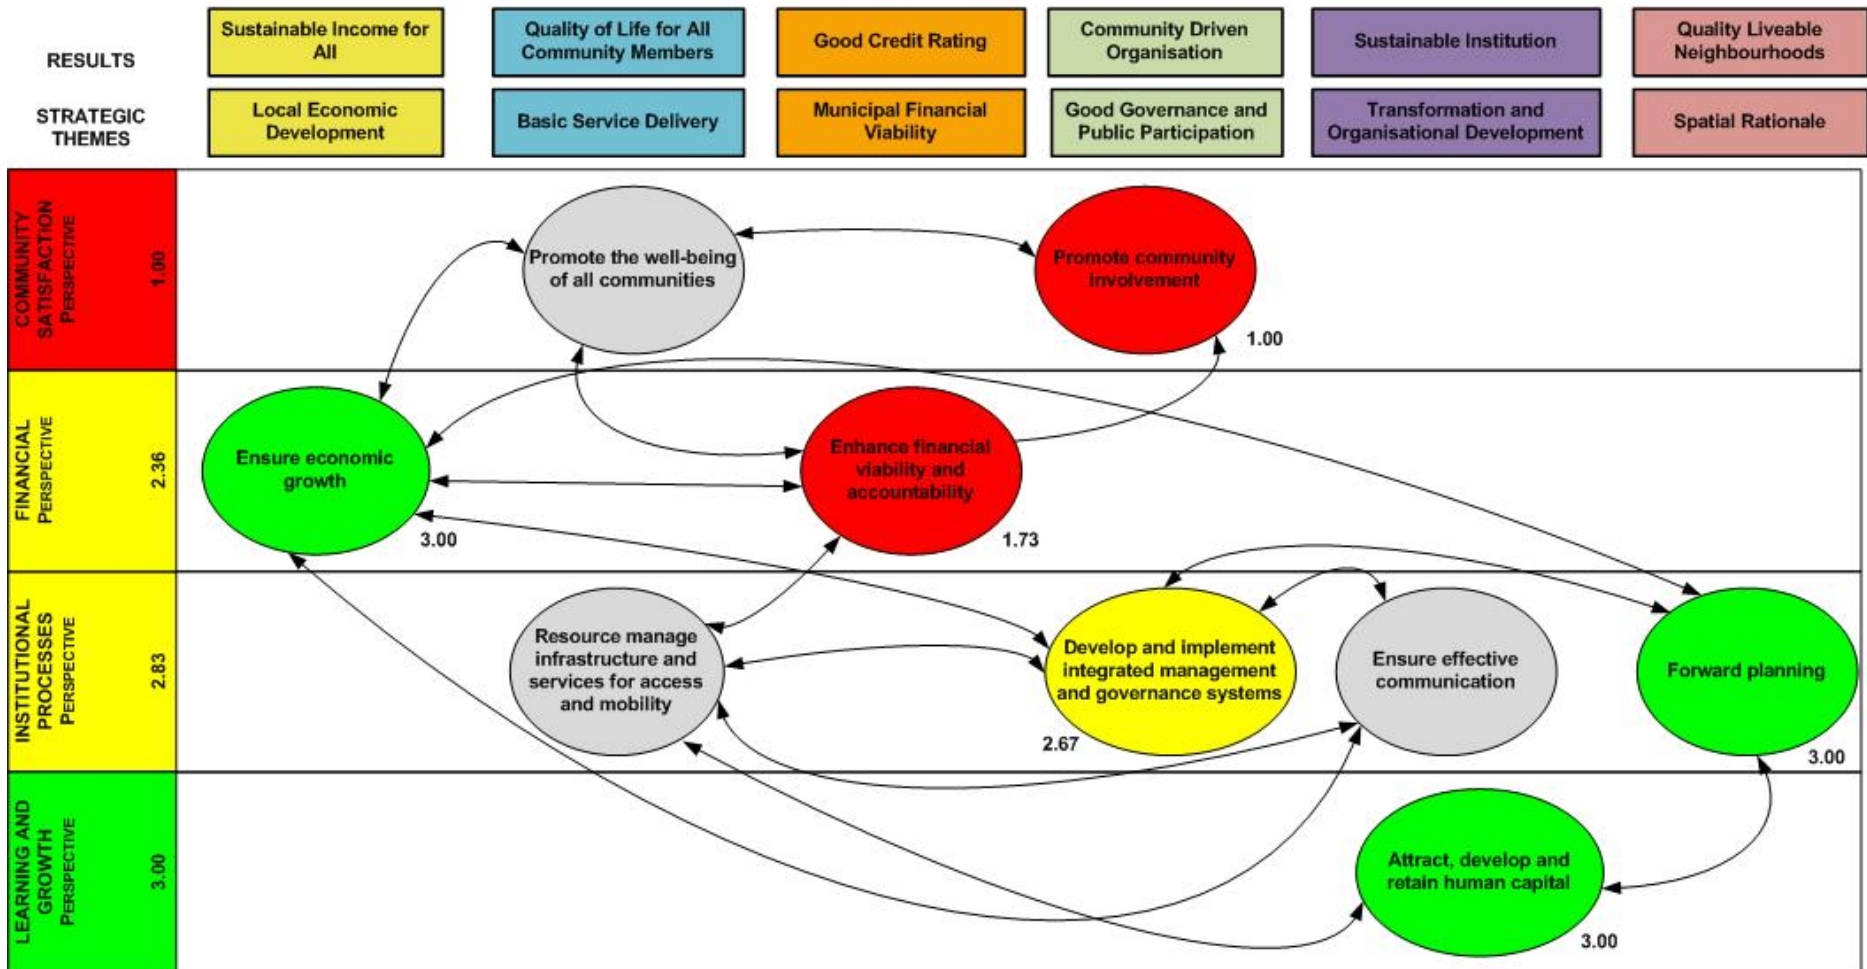 RESULTS
Sustainable Income for
All
Quality of Life for All
Community Members
Good Credit Rating
Community Driven
Organisation
Sustainable Institution
Quality Liveable
Neighbourhoods
STRATEGIC
THEMES
Local Economic
Development
Basic Service Delivery
Municipal Financial
Viability
Good Governance and
Public Participation
Transformation and
Organisational Development
Spatial Rationale
COMMUNITY
SATISFACTION
PERSPECTIVE
1.00
Promote the well-being
of all communities
Promote community
involvement
1.00
FINANCIAL
PERSPECTIVE
2.36
Ensure economic
growth
3.00
Enhance financial
viability and
accountability
1.73
INSTITUTIONAL
PROCESSES
PERSPECTIVE
2.83
Resource manage
infrastructure and
services for access
and mobility
Develop and implement
integrated management
and governance systems
2.67
Ensure effective
communication
Forward planning
3.00
LEARNING AND
GROWTH
PERSPECTIVE
3.00
Attract, develop and
retain human capital
3.00